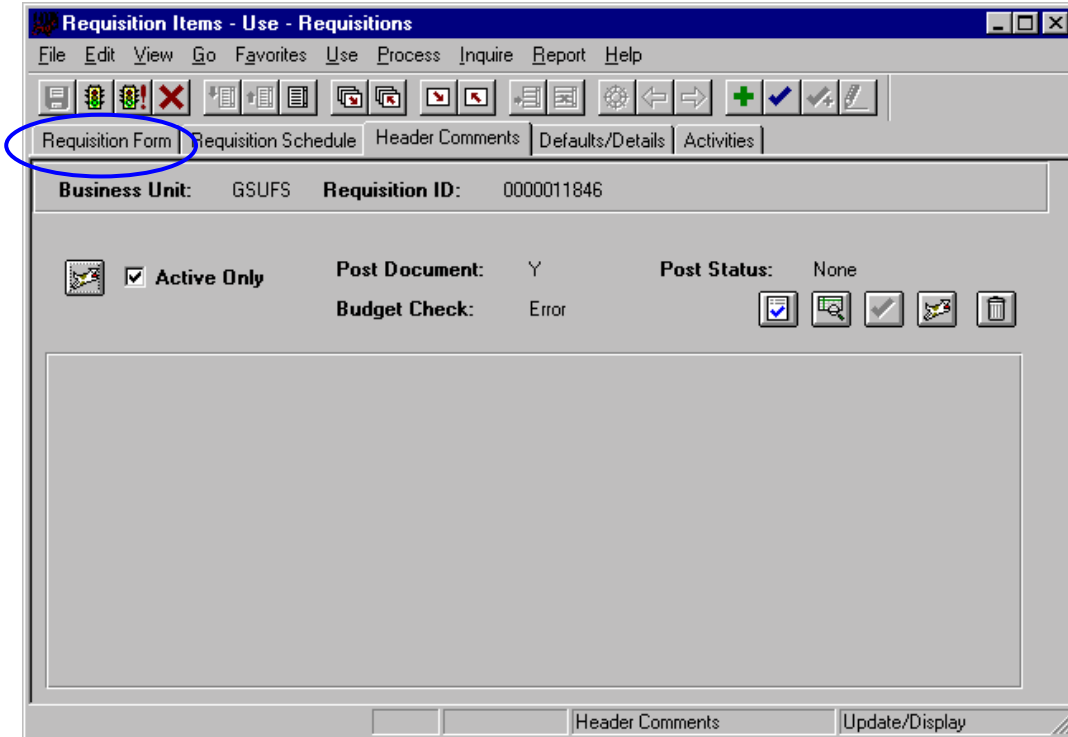 Requisition Items - Use - Requisitions
File Edit View Go Favorites Use Process Inquire Report Help
Requisition Form Requisition Schedule Header Comments Defaults/Details Activities
Business Unit: GSUFS Requisition ID: 0000011846
Active Only Post Document: Y Post Status: None
Budget Check: Error
Header Comments Update/Display